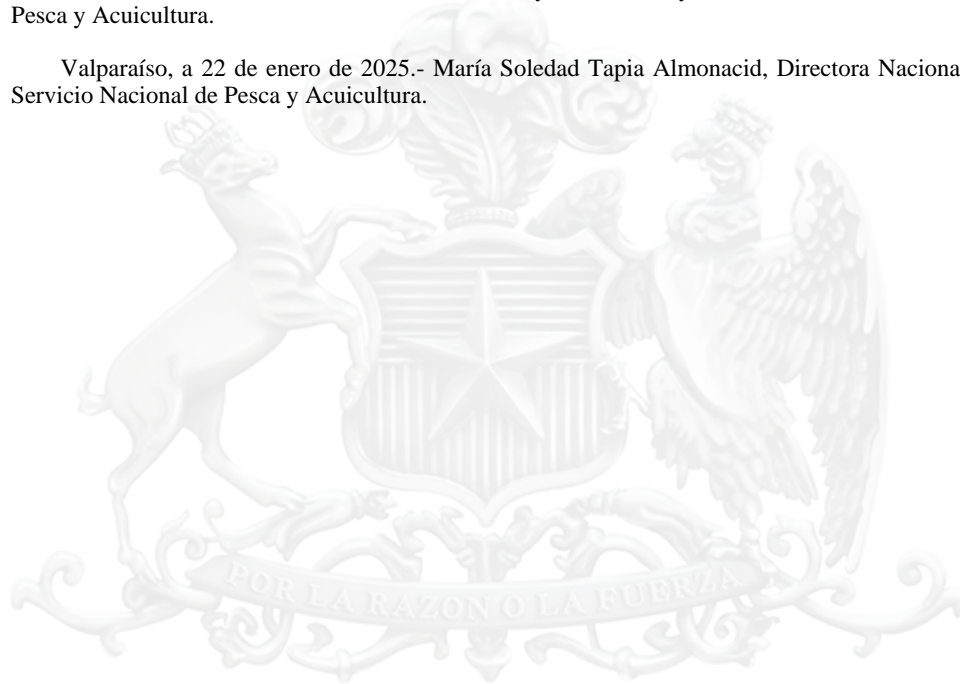 Pesca y Acuicultura.
Valparaíso, a 22 de enero de 2025.- María Soledad Tapia Almonacid, Directora Naciona
Servicio Nacional de Pesca y Acuicultura.
POR LA RAZON O LA FUERZA